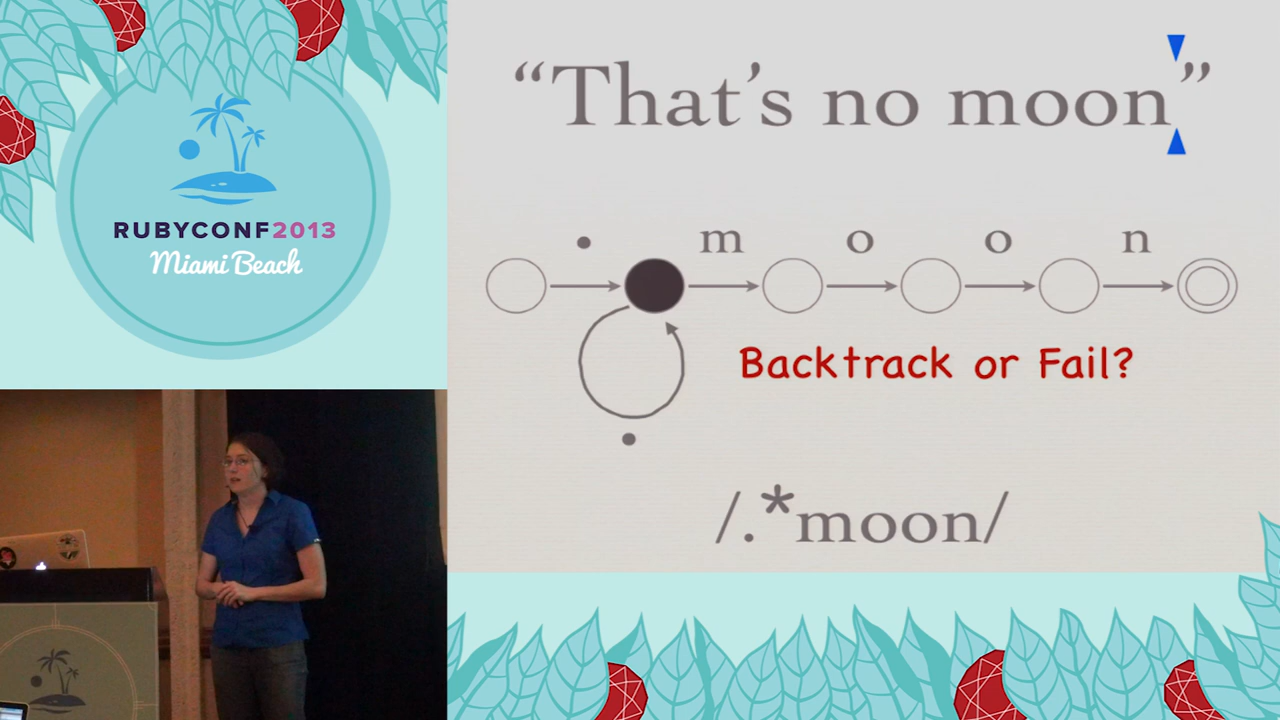 RUBYCONF2013
Miami Beach
“That’s no moon”
. m o o n
Backtrack or Fail?
.
/.*moon/